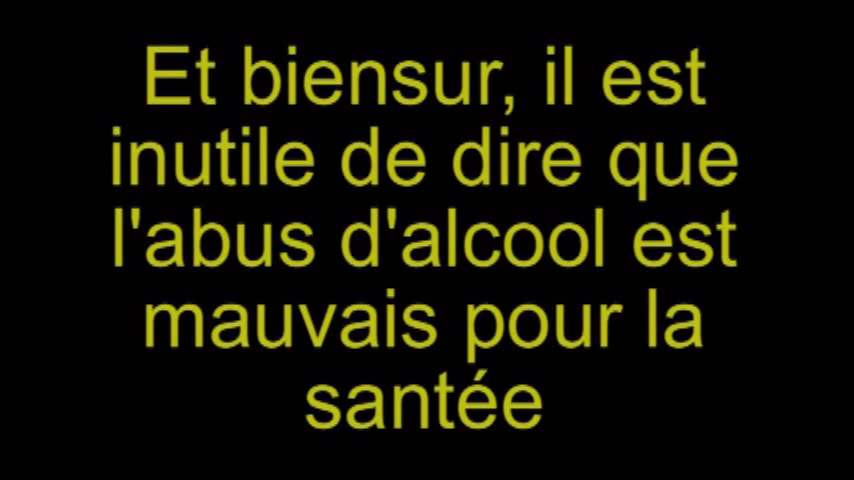 Et biensur, il est
inutile de dire que
l'abus d'alcool est
mauvais pour la
santée